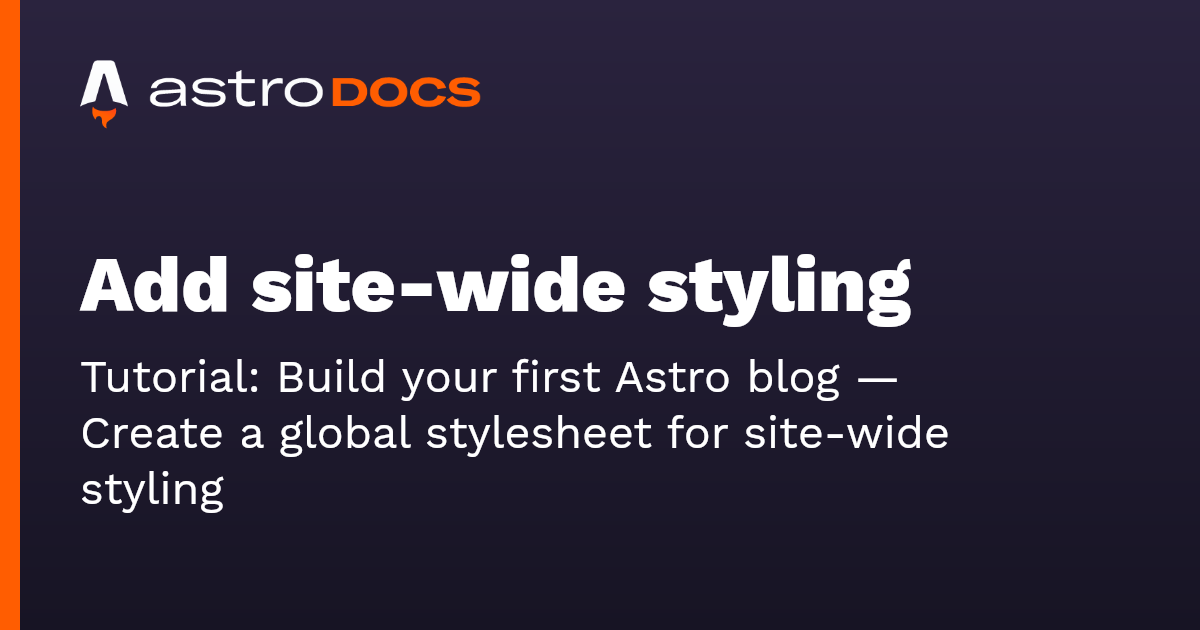 astro DOCS
Add site-wide styling
Tutorial: Build your first Astro blog —
Create a global stylesheet for site-wide
styling